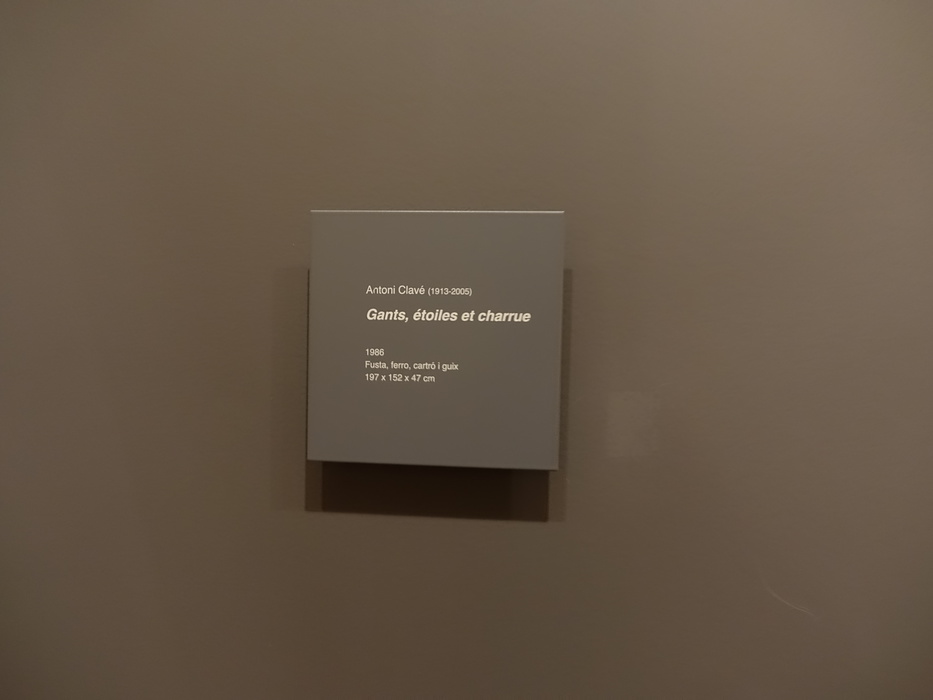 Antoni Clavé (1913-2005)
Gants, étoiles et charrue
1986
Fusta, ferro, cartró i guix
197 x 152 x 47 cm